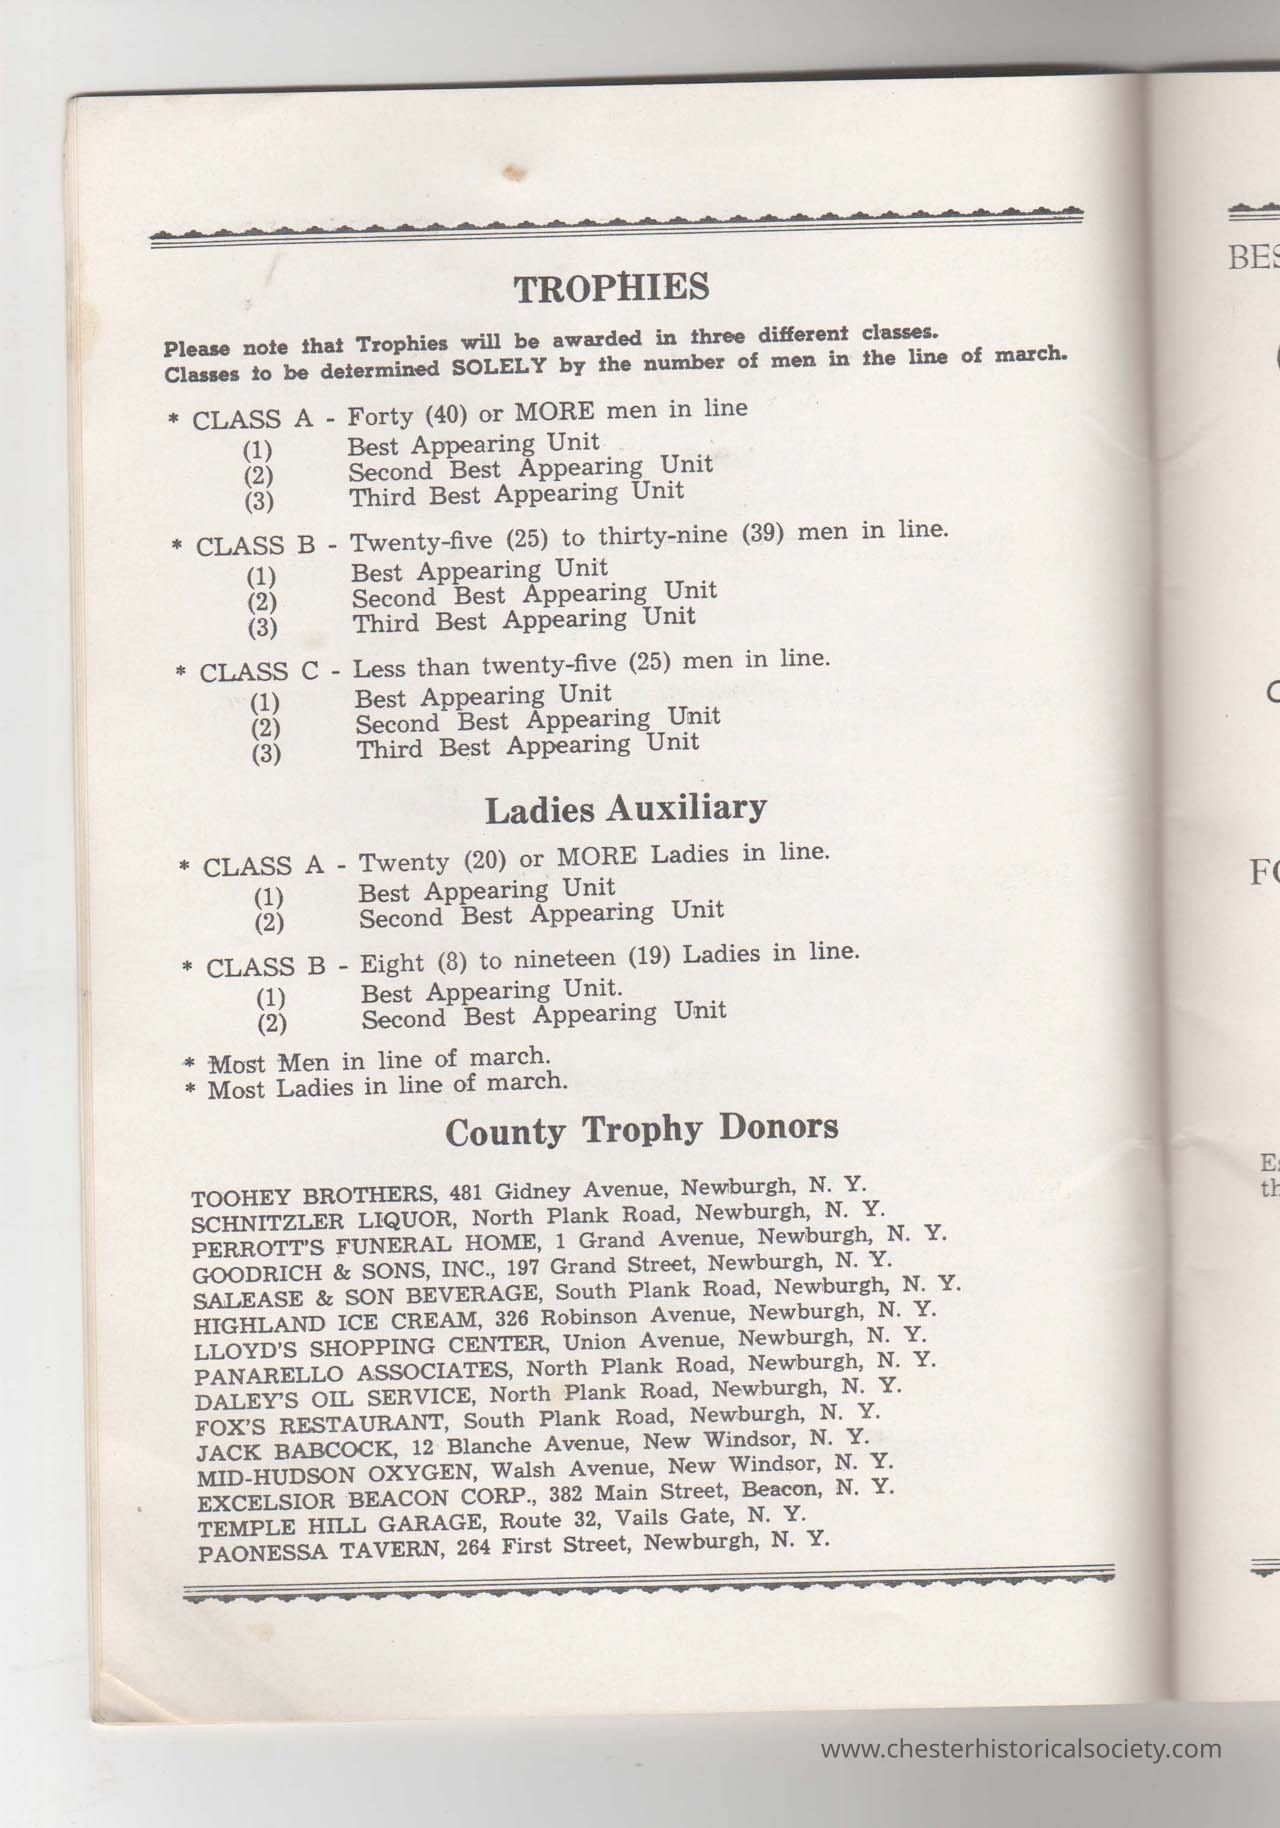 TROPHIES
Please note that Trophies will be awarded in three different classes.
Classes to be determined SOLELY by the number of men in the line of march.
* CLASS A - Forty (40) or MORE men in line
(1) Best Appearing Unit
(2) Second Best Appearing Unit
(3) Third Best Appearing Unit
* CLASS B - Twenty-five (25) to thirty-nine (39) men in line.
(1) Best Appearing Unit
(2) Second Best Appearing Unit
(3) Third Best Appearing Unit
* CLASS C - Less than twenty-five (25) men in line.
(1) Best Appearing Unit
(2) Second Best Appearing Unit
(3) Third Best Appearing Unit
Ladies Auxiliary
* CLASS A - Twenty (20) or MORE Ladies in line.
(1) Best Appearing Unit
(2) Second Best Appearing Unit
* CLASS B - Eight (8) to nineteen (19) Ladies in line.
(1) Best Appearing Unit.
(2) Second Best Appearing Unit
* Most Men in line of march.
* Most Ladies in line of march.
County Trophy Donors
TOOHEY BROTHERS, 481 Gidney Avenue, Newburgh, N. Y.
SCHNITZLER LIQUOR, North Plank Road, Newburgh, N. Y.
PERROTT'S FUNERAL HOME, 1 Grand Avenue, Newburgh, N. Y.
GOODRICH & SONS, INC., 197 Grand Street, Newburgh, N. Y.
SALEASE & SON BEVERAGE, South Plank Road, Newburgh, N. Y.
HIGHLAND ICE CREAM, 326 Robinson Avenue, Newburgh, N. Y.
LLOYD'S SHOPPING CENTER, Union Avenue, Newburgh, N. Y.
PANARELLO ASSOCIATES, North Plank Road, Newburgh, N. Y.
DALEY'S OIL SERVICE, North Plank Road, Newburgh, N. Y.
FOX'S RESTAURANT, South Plank Road, Newburgh, N. Y.
JACK BABCOCK, 12 Blanche Avenue, New Windsor, N. Y.
MID-HUDSON OXYGEN, Walsh Avenue, New Windsor, N. Y.
EXCELSIOR BEACON CORP., 382 Main Street, Beacon, N. Y.
TEMPLE HILL GARAGE, Route 32, Vails Gate, N. Y.
PAONESSA TAVERN, 264 First Street, Newburgh, N. Y.
www.chesterhistoricalsociety.com